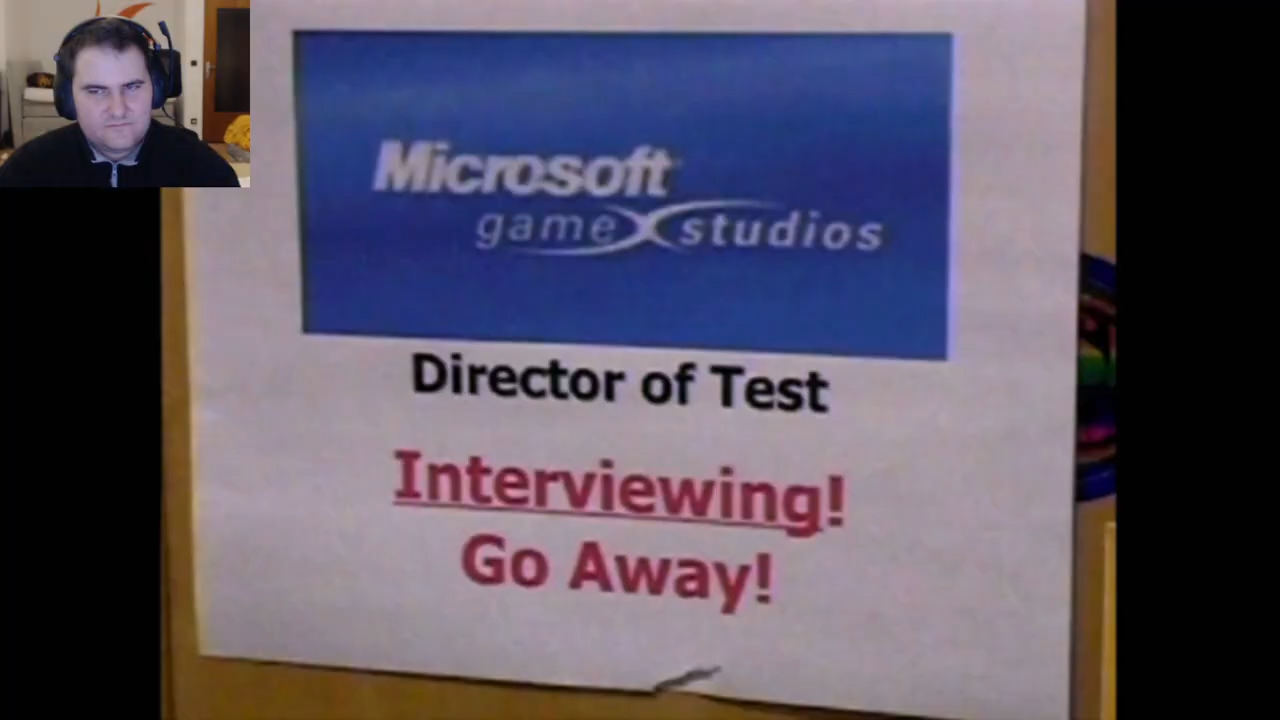 Microsoft
game studios
Director of Test
Interviewing!
Go Away!